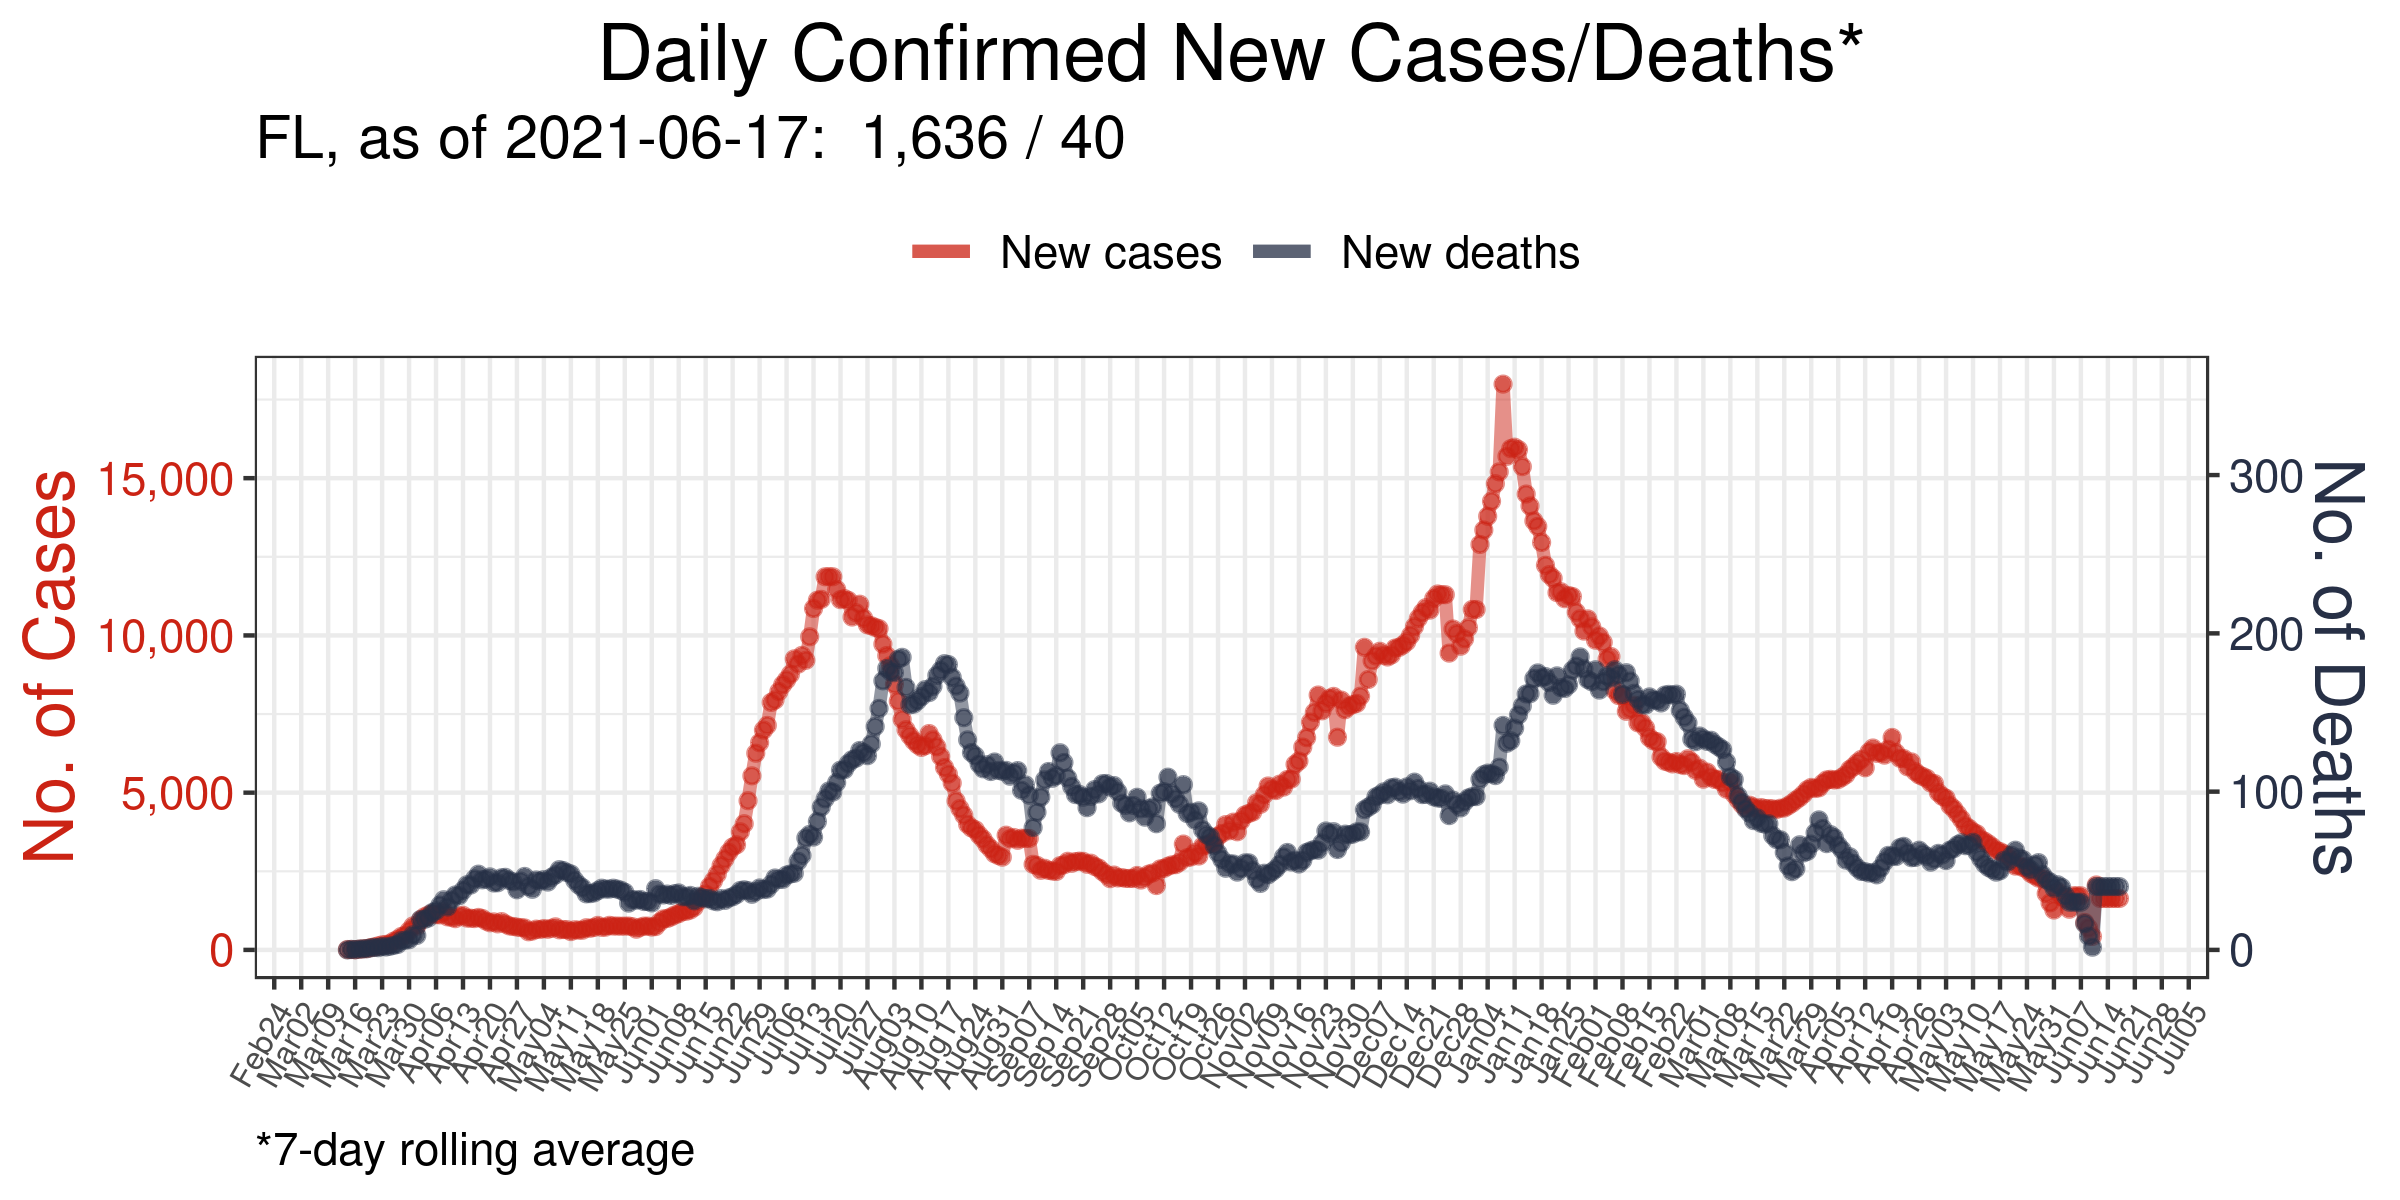 Daily Confirmed New Cases/Deaths*
FL, as of 2021-06-17: 1,636 / 40
New cases New deaths
No. of Cases
15,000
10,000
5,000
0
300
200
100
0
No. of Deaths
Feb24 Mar02 Mar09 Mar16 Mar23 Mar30 Apr06 Apr13 Apr20 Apr27 May04 May11 May18 May25 Jun01 Jun08 Jun15 Jun22 Jun29 Jul06 Jul13 Jul20 Jul27 Aug03 Aug10 Aug17 Aug24 Aug31 Sep07 Sep14 Sep21 Sep28 Oct05 Oct12 Oct19 Oct26 Nov02 Nov09 Nov16 Nov23 Nov30 Dec07 Dec14 Dec21 Dec28 Jan04 Jan11 Jan18 Jan25 Feb01 Feb08 Feb15 Feb22 Mar01 Mar08 Mar15 Mar22 Mar29 Apr05 Apr12 Apr19 Apr26 May03 May10 May17 May24 May31 Jun07 Jun14 Jun21 Jun28 Jul05
*7-day rolling average